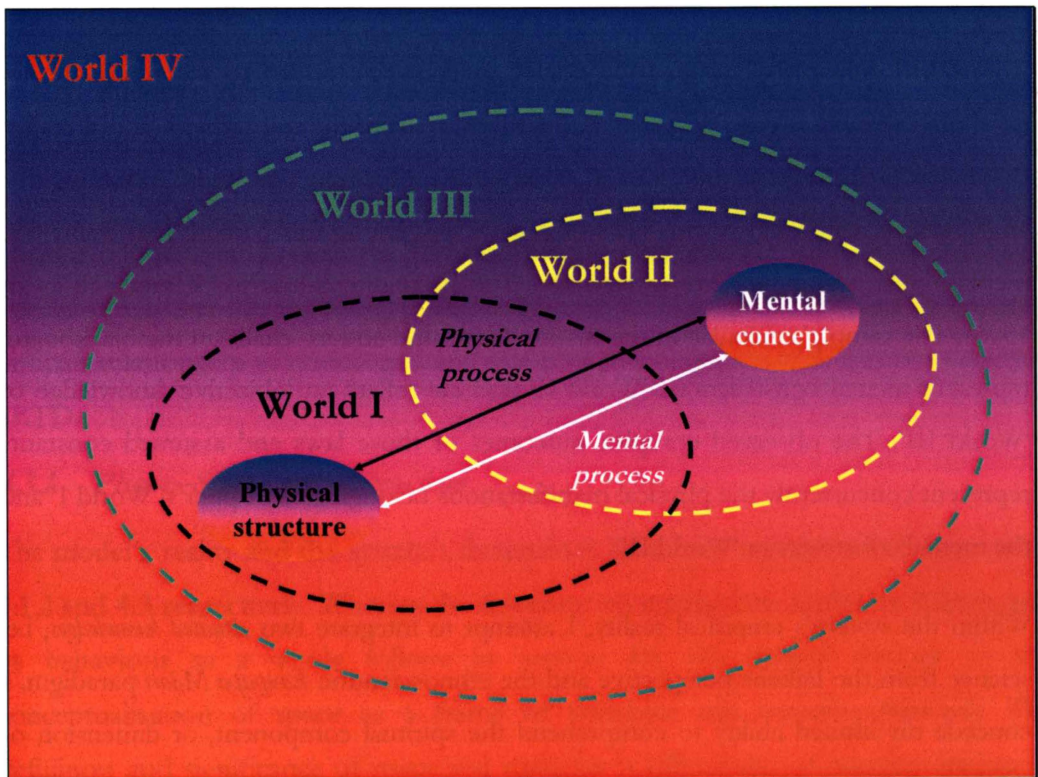 World IV
World III
World II
Mental
concept
Physical
process
World I
Mental
process
Physical
structure